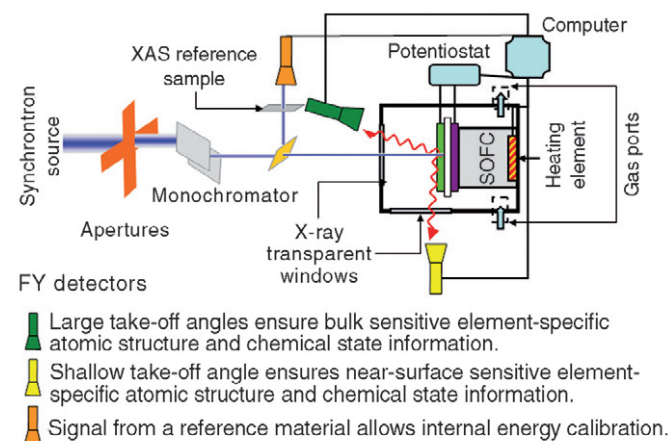 Computer
XAS reference
sample
Potentiostat
Synchrontron
source
Monochromator
Apertures
X-ray
transparent
windows
SOFC
Heating
element
Gas ports
FY detectors
Large take-off angles ensure bulk sensitive element-specific
atomic structure and chemical state information.
Shallow take-off angle ensures near-surface sensitive element-
specific atomic structure and chemical state information.
Signal from a reference material allows internal energy calibration.